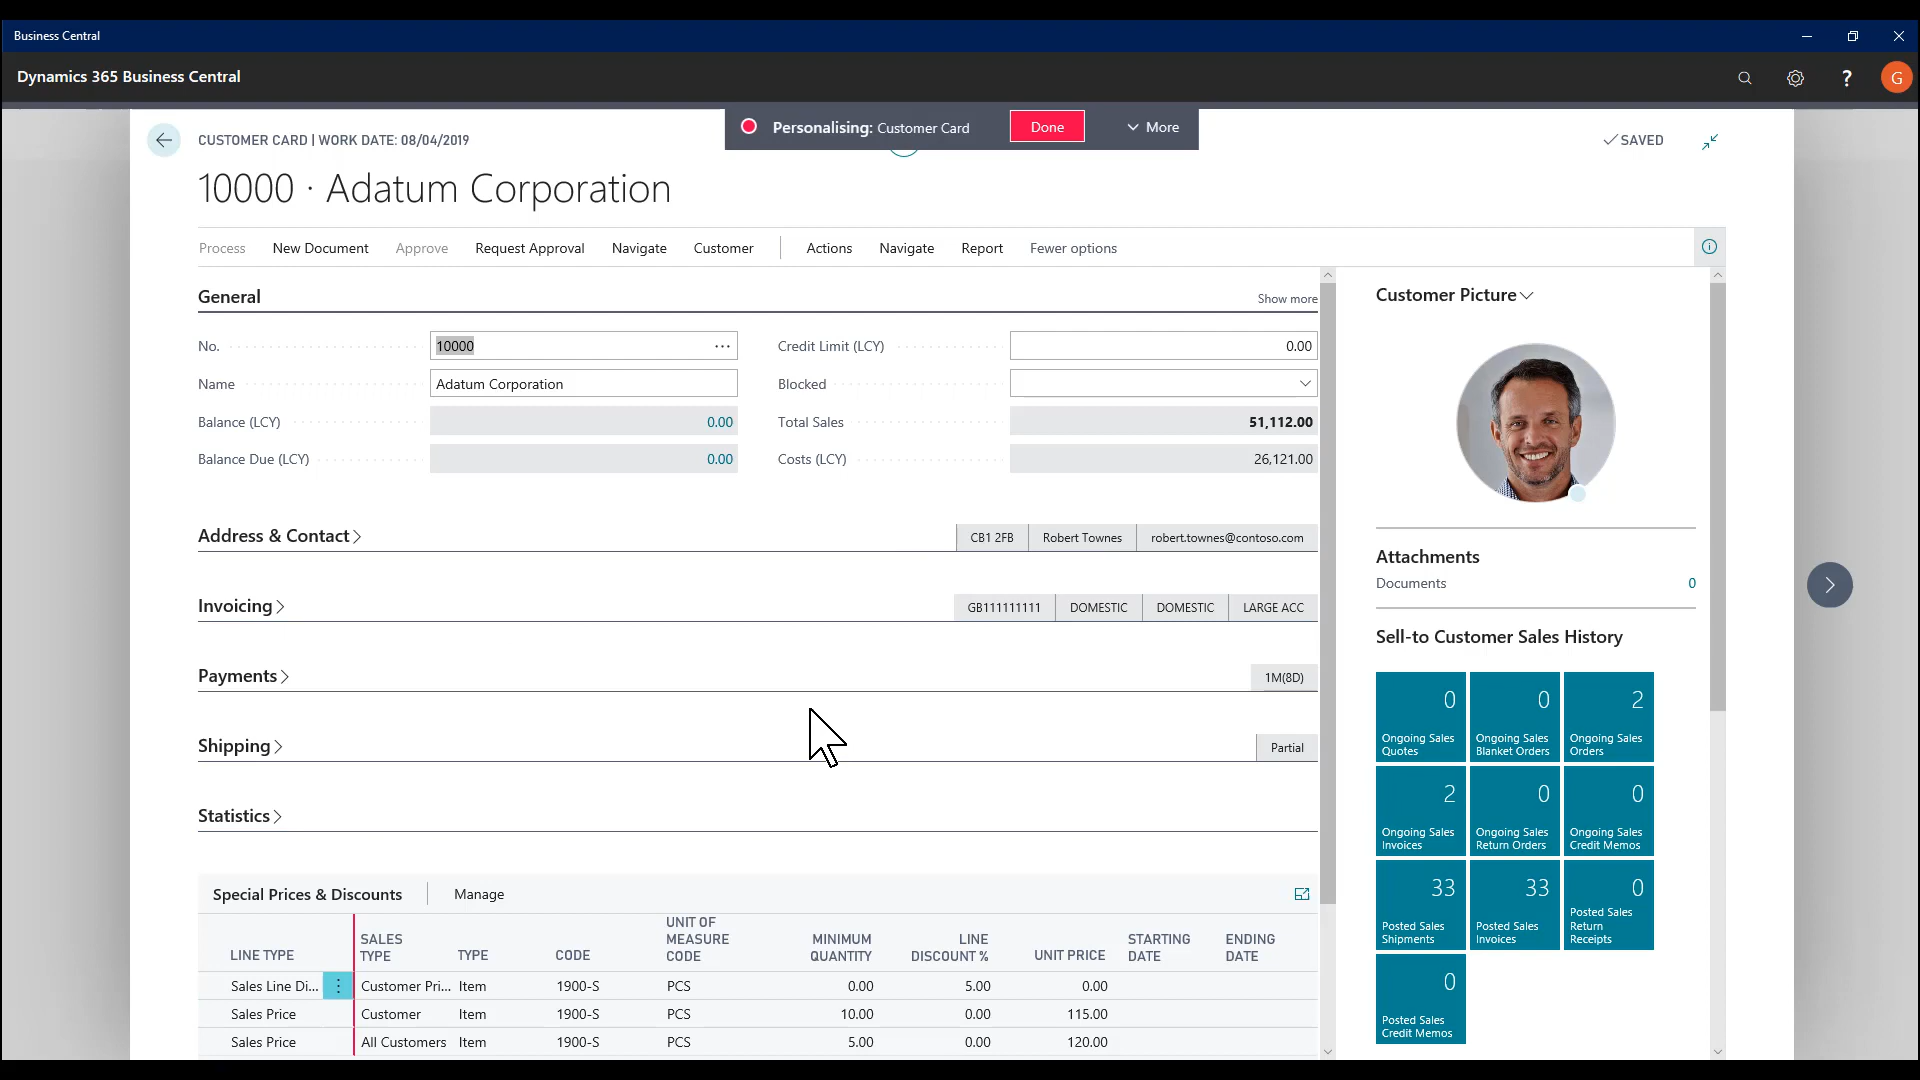 Business Central
Dynamics 365 Business Central
?
G
CUSTOMER CARD | WORK DATE: 08/04/2019
Personalising: Customer Card
Done
More
SAVED
10000 · Adatum Corporation
Process New Document Approve Request Approval Navigate Customer Actions Navigate Report Fewer options
General
Show more
No.
10000
Credit Limit (LCY)
0.00
Name
Adatum Corporation
Blocked
Balance (LCY)
0.00
Total Sales
51,112.00
Balance Due (LCY)
0.00
Costs (LCY)
26,121.00
Address & Contact
CB1 2FB Robert Townes robert.townes@contoso.com
Invoicing
GB111111111 DOMESTIC DOMESTIC LARGE ACC
Payments
1M(8D)
Shipping
Partial
Statistics
Special Prices & Discounts Manage
LINE TYPE
SALES
TYPE
TYPE
CODE
UNIT OF
MEASURE
CODE
MINIMUM
QUANTITY
LINE
DISCOUNT %
UNIT PRICE
STARTING
DATE
ENDING
DATE
Sales Line Di... Customer Pri... Item 1900-S PCS 0.00 5.00 0.00
Sales Price Customer Item 1900-S PCS 10.00 0.00 115.00
Sales Price All Customers Item 1900-S PCS 5.00 0.00 120.00
Customer Picture
Attachments
Documents 0
Sell-to Customer Sales History
0
Ongoing Sales
Quotes
0
Ongoing Sales
Blanket Orders
2
Ongoing Sales
Orders
2
Ongoing Sales
Invoices
0
Ongoing Sales
Return Orders
0
Ongoing Sales
Credit Memos
33
Posted Sales
Shipments
33
Posted Sales
Invoices
0
Posted Sales
Return
Receipts
0
Posted Sales
Credit Memos